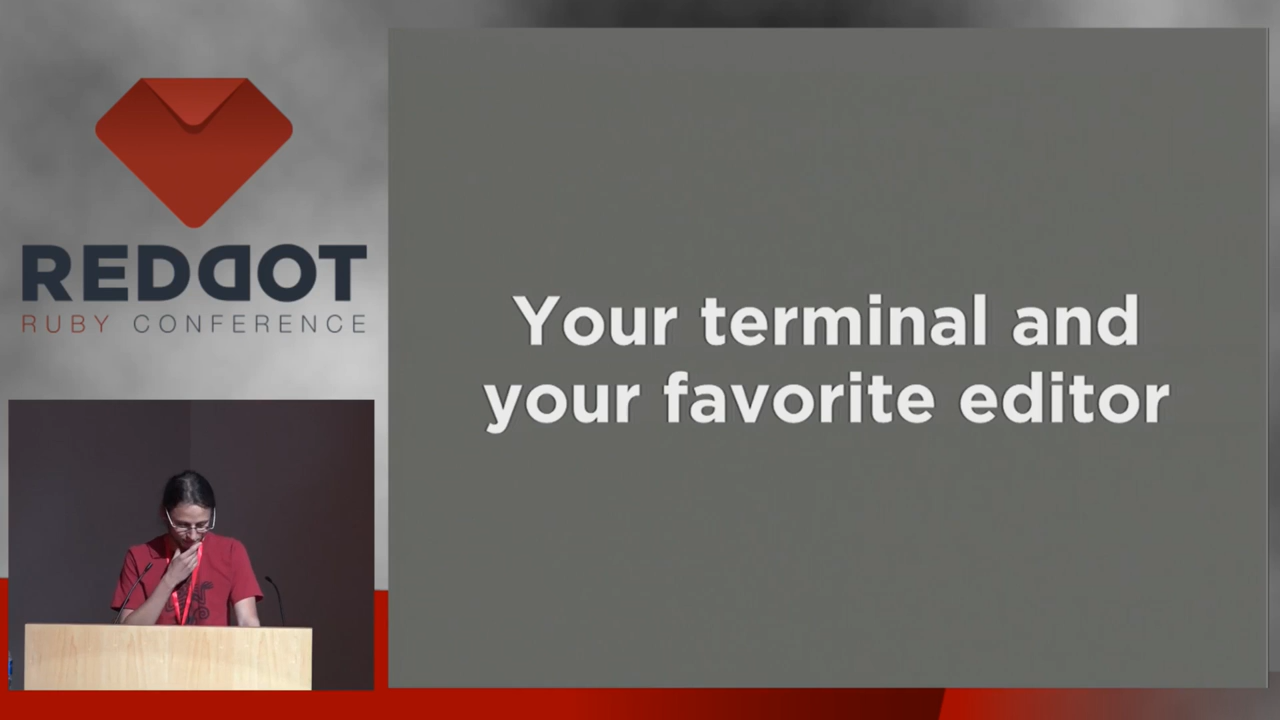 REDDOT
RUBY CONFERENCE
Your terminal and
your favorite editor